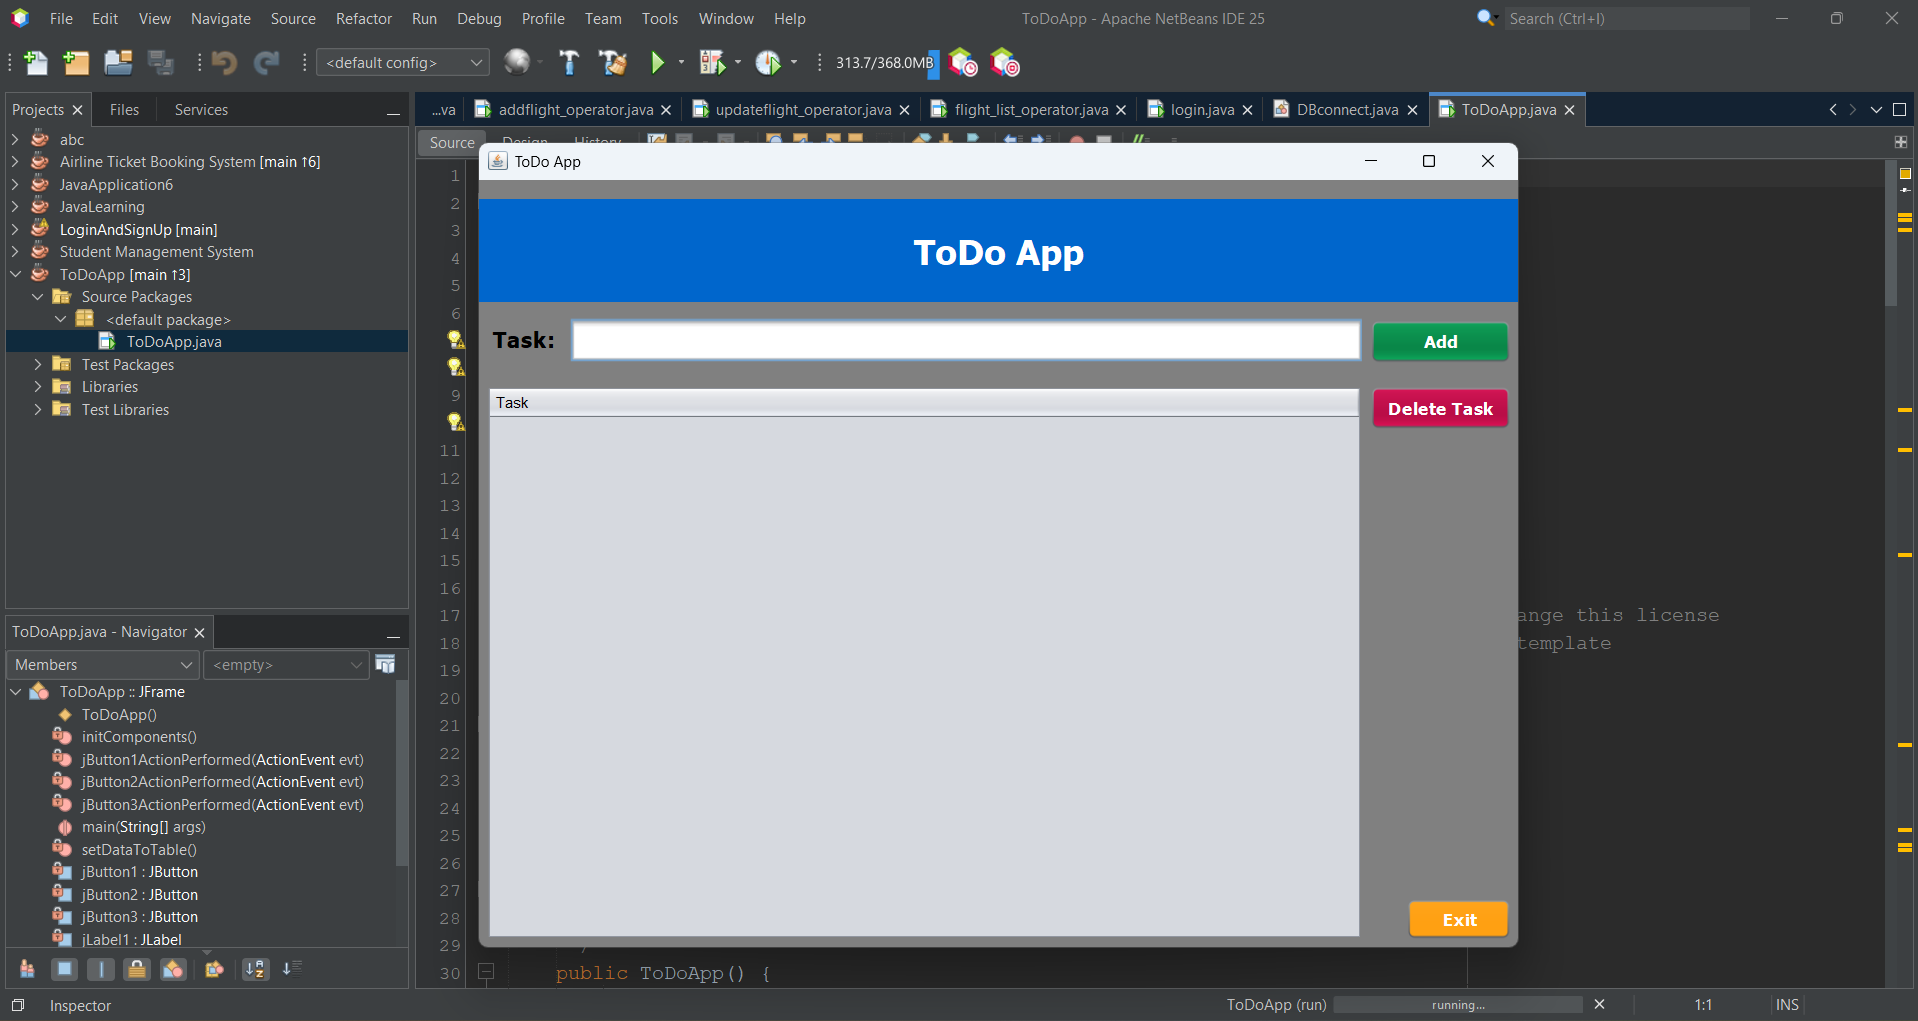 File Edit View Navigate Source Refactor Run Debug Profile Team Tools Window Help
ToDoApp - Apache NetBeans IDE 25
Search (Ctrl+I)
<default config>
313.7/368.0MB
Projects Files Services
abc
Airline Ticket Booking System [main ↑6]
JavaApplication6
JavaLearning
LoginAndSignUp [main]
Student Management System
ToDoApp [main ↑3]
Source Packages
<default package>
ToDoApp.java
Test Packages
Libraries
Test Libraries
ToDoApp.java - Navigator
Members
<empty>
ToDoApp :: JFrame
ToDoApp()
initComponents()
jButton1ActionPerformed(ActionEvent evt)
jButton2ActionPerformed(ActionEvent evt)
jButton3ActionPerformed(ActionEvent evt)
main(String[] args)
setDataToTable()
jButton1 : JButton
jButton2 : JButton
jButton3 : JButton
jLabel1 : JLabel
...va addflight_operator.java updateflight_operator.java flight_list_operator.java login.java DBconnect.java ToDoApp.java
Source Design History
1
2
3
4
5
6
9
11
12
13
14
15
16
17
18
19
20
21
22
23
24
25
26
27
28
29
30
ToDo App
ToDo App
Task:
Add
Task
Delete Task
Exit
ange this license
template
public ToDoApp() {
Inspector
ToDoApp (run)
running...
1:1
INS